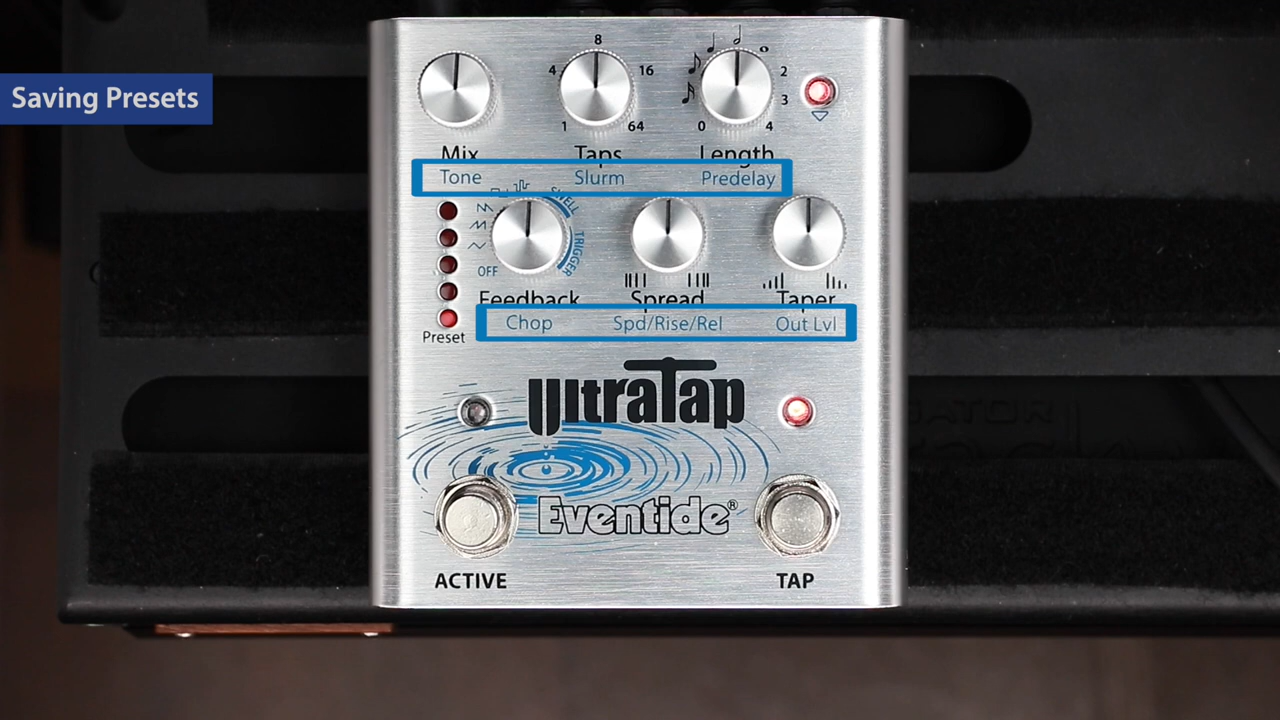 Saving Presets
8
4 16
1 64
2
3
0 4
Mix Taps Length
Tone Slurm Predelay
SWELL
TRIGGER
OFF
Feedback Spread Taper
Chop Spd/Rise/Rel Out Lvl
Preset
UltraTap
Eventide®
ACTIVE TAP